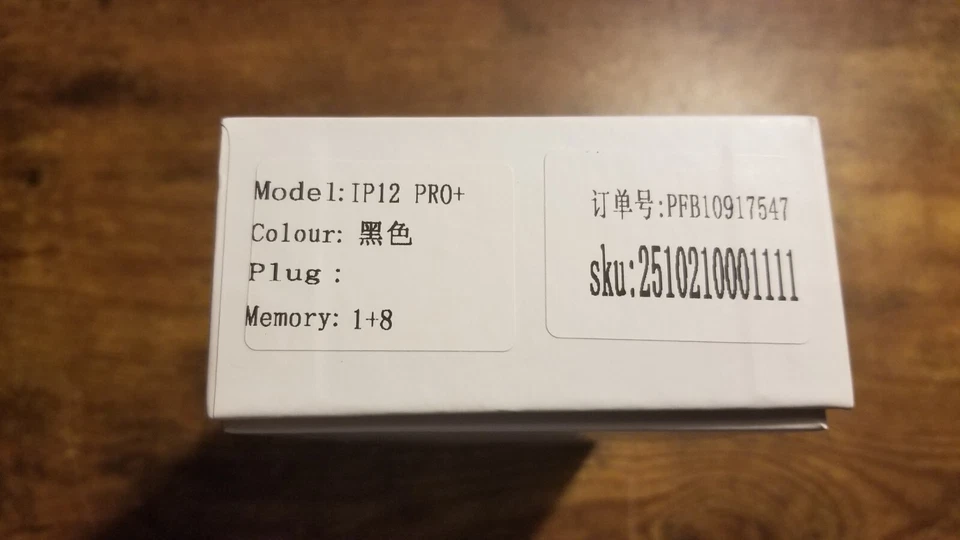 Model: IP12 PRO+
Colour: 黑色
Plug :
Memory: 1+8
订单号:PFB10917547
sku:2510210001111